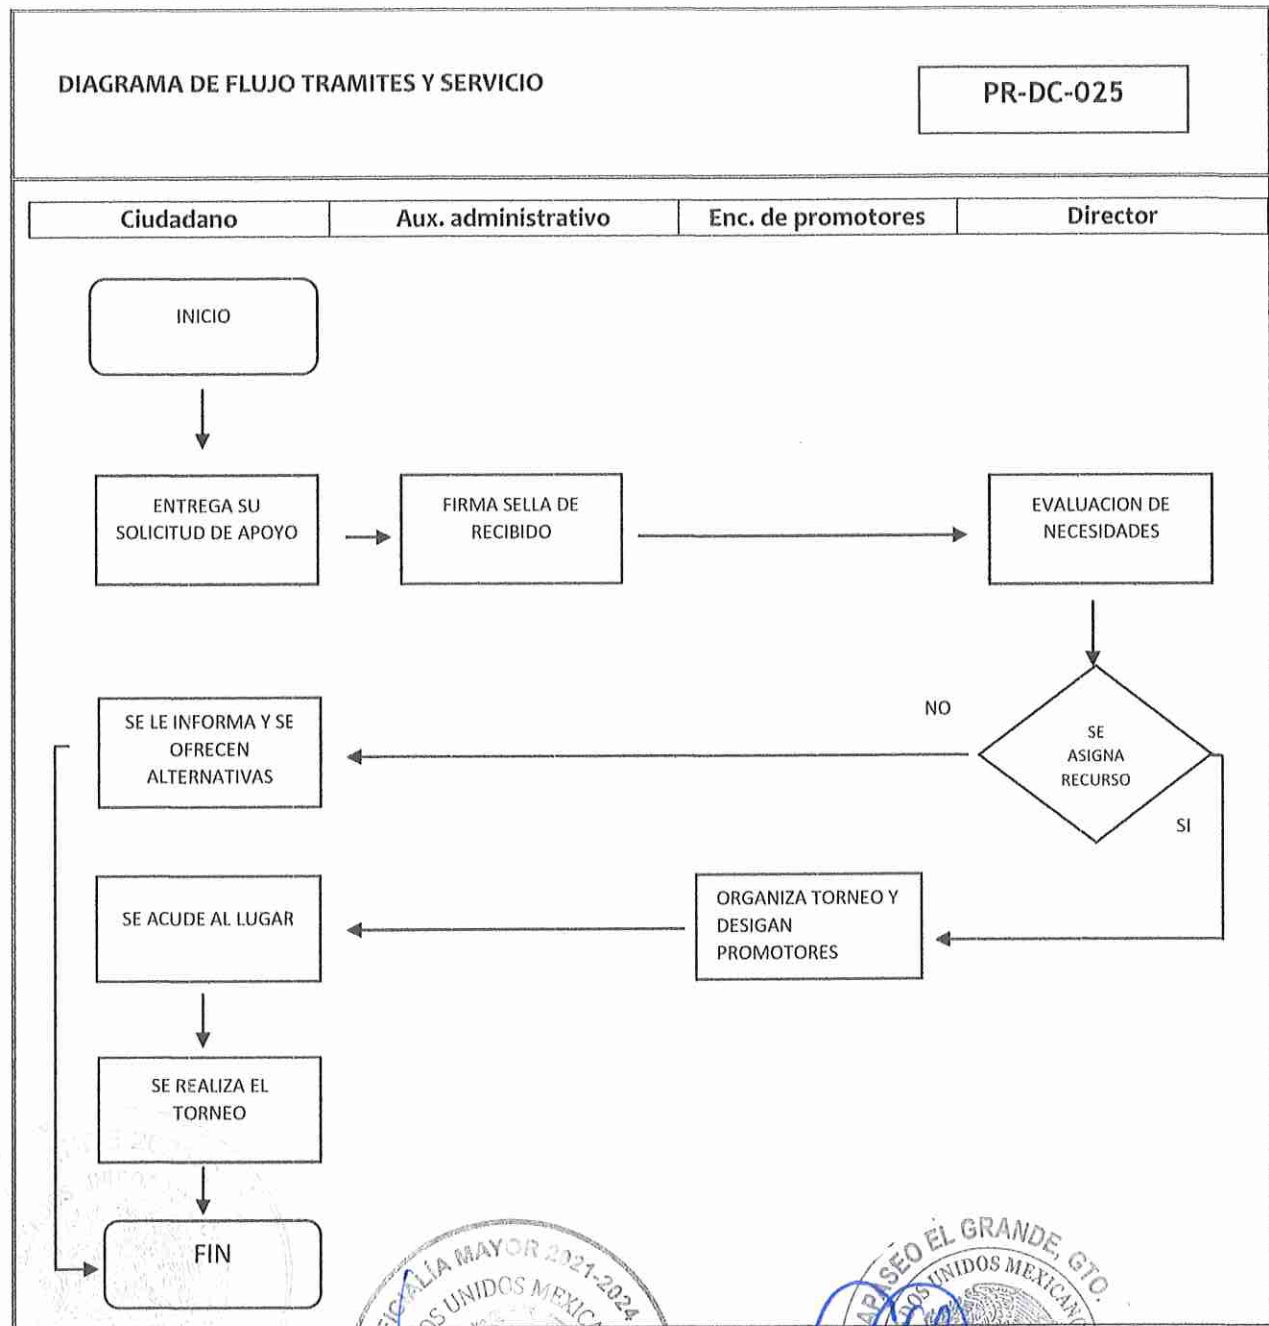 DIAGRAMA DE FLUJO TRAMITES Y SERVICIO
PR-DC-025
Ciudadano
Aux. administrativo
Enc. de promotores
Director
INICIO
ENTREGA SU
SOLICITUD DE APOYO
FIRMA SELLA DE
RECIBIDO
EVALUACION DE
NECESIDADES
SE
ASIGNA
RECURSO
NO
SI
SE LE INFORMA Y SE
OFRECEN
ALTERNATIVAS
ORGANIZA TORNEO Y
DESIGAN
PROMOTORES
SE ACUDE AL LUGAR
SE REALIZA EL
TORNEO
FIN
MAYOR 2021-2024
UNIDOS
APASEO EL GRANDE, GTO.
UNIDOS